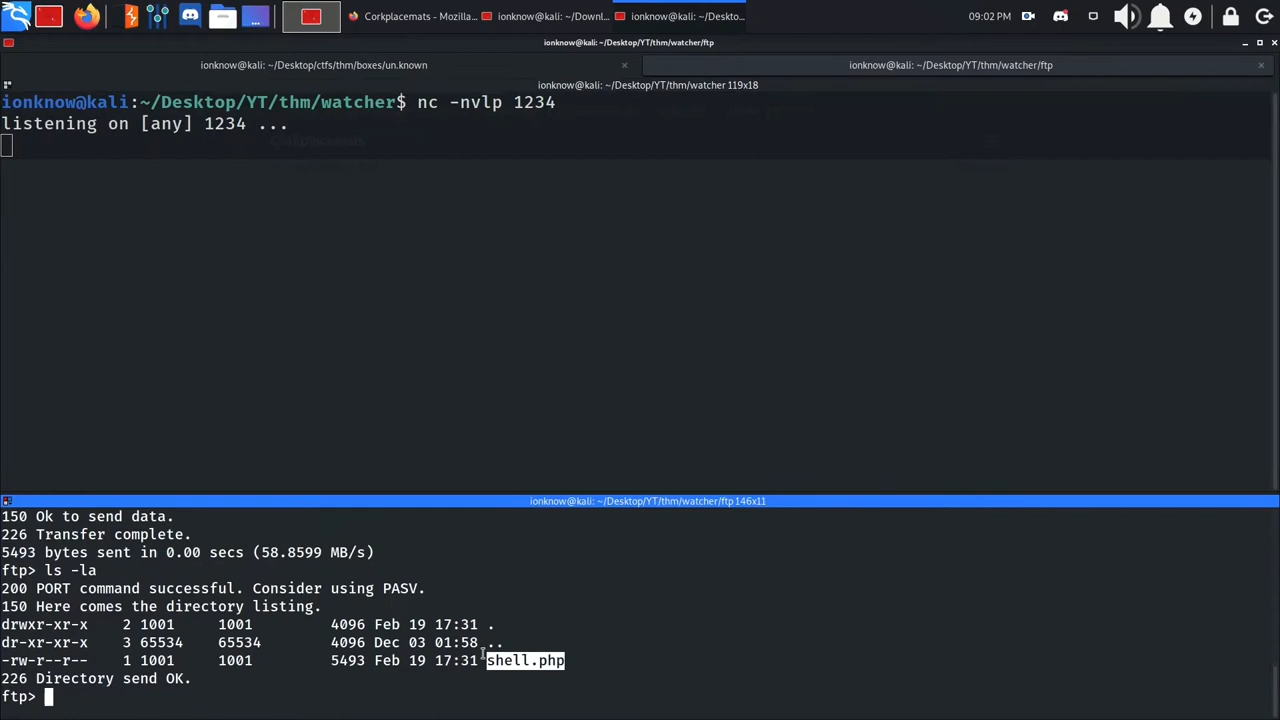 Corkplacemats - Mozilla...
ionknow@kali: ~/Downl...
ionknow@kali: ~/Deskto...
09:02 PM
ionknow@kali: ~/Desktop/YT/thm/watcher/ftp
ionknow@kali: ~/Desktop/ctfs/thm/boxes/un.known
ionknow@kali: ~/Desktop/YT/thm/watcher/ftp
ionknow@kali: ~/Desktop/YT/thm/watcher 119x18
ionknow@kali:~/Desktop/YT/thm/watcher$ nc -nvlp 1234
listening on [any] 1234 ...
ionknow@kali: ~/Desktop/YT/thm/watcher/ftp 146x11
150 Ok to send data.
226 Transfer complete.
5493 bytes sent in 0.00 secs (58.8599 MB/s)
ftp> ls -la
200 PORT command successful. Consider using PASV.
150 Here comes the directory listing.
drwxr-xr-x    2 1001     1001         4096 Feb 19 17:31 .
dr-xr-xr-x    3 65534    65534        4096 Dec 03 01:58 ..
-rw-r--r--    1 1001     1001         5493 Feb 19 17:31 shell.php
226 Directory send OK.
ftp>